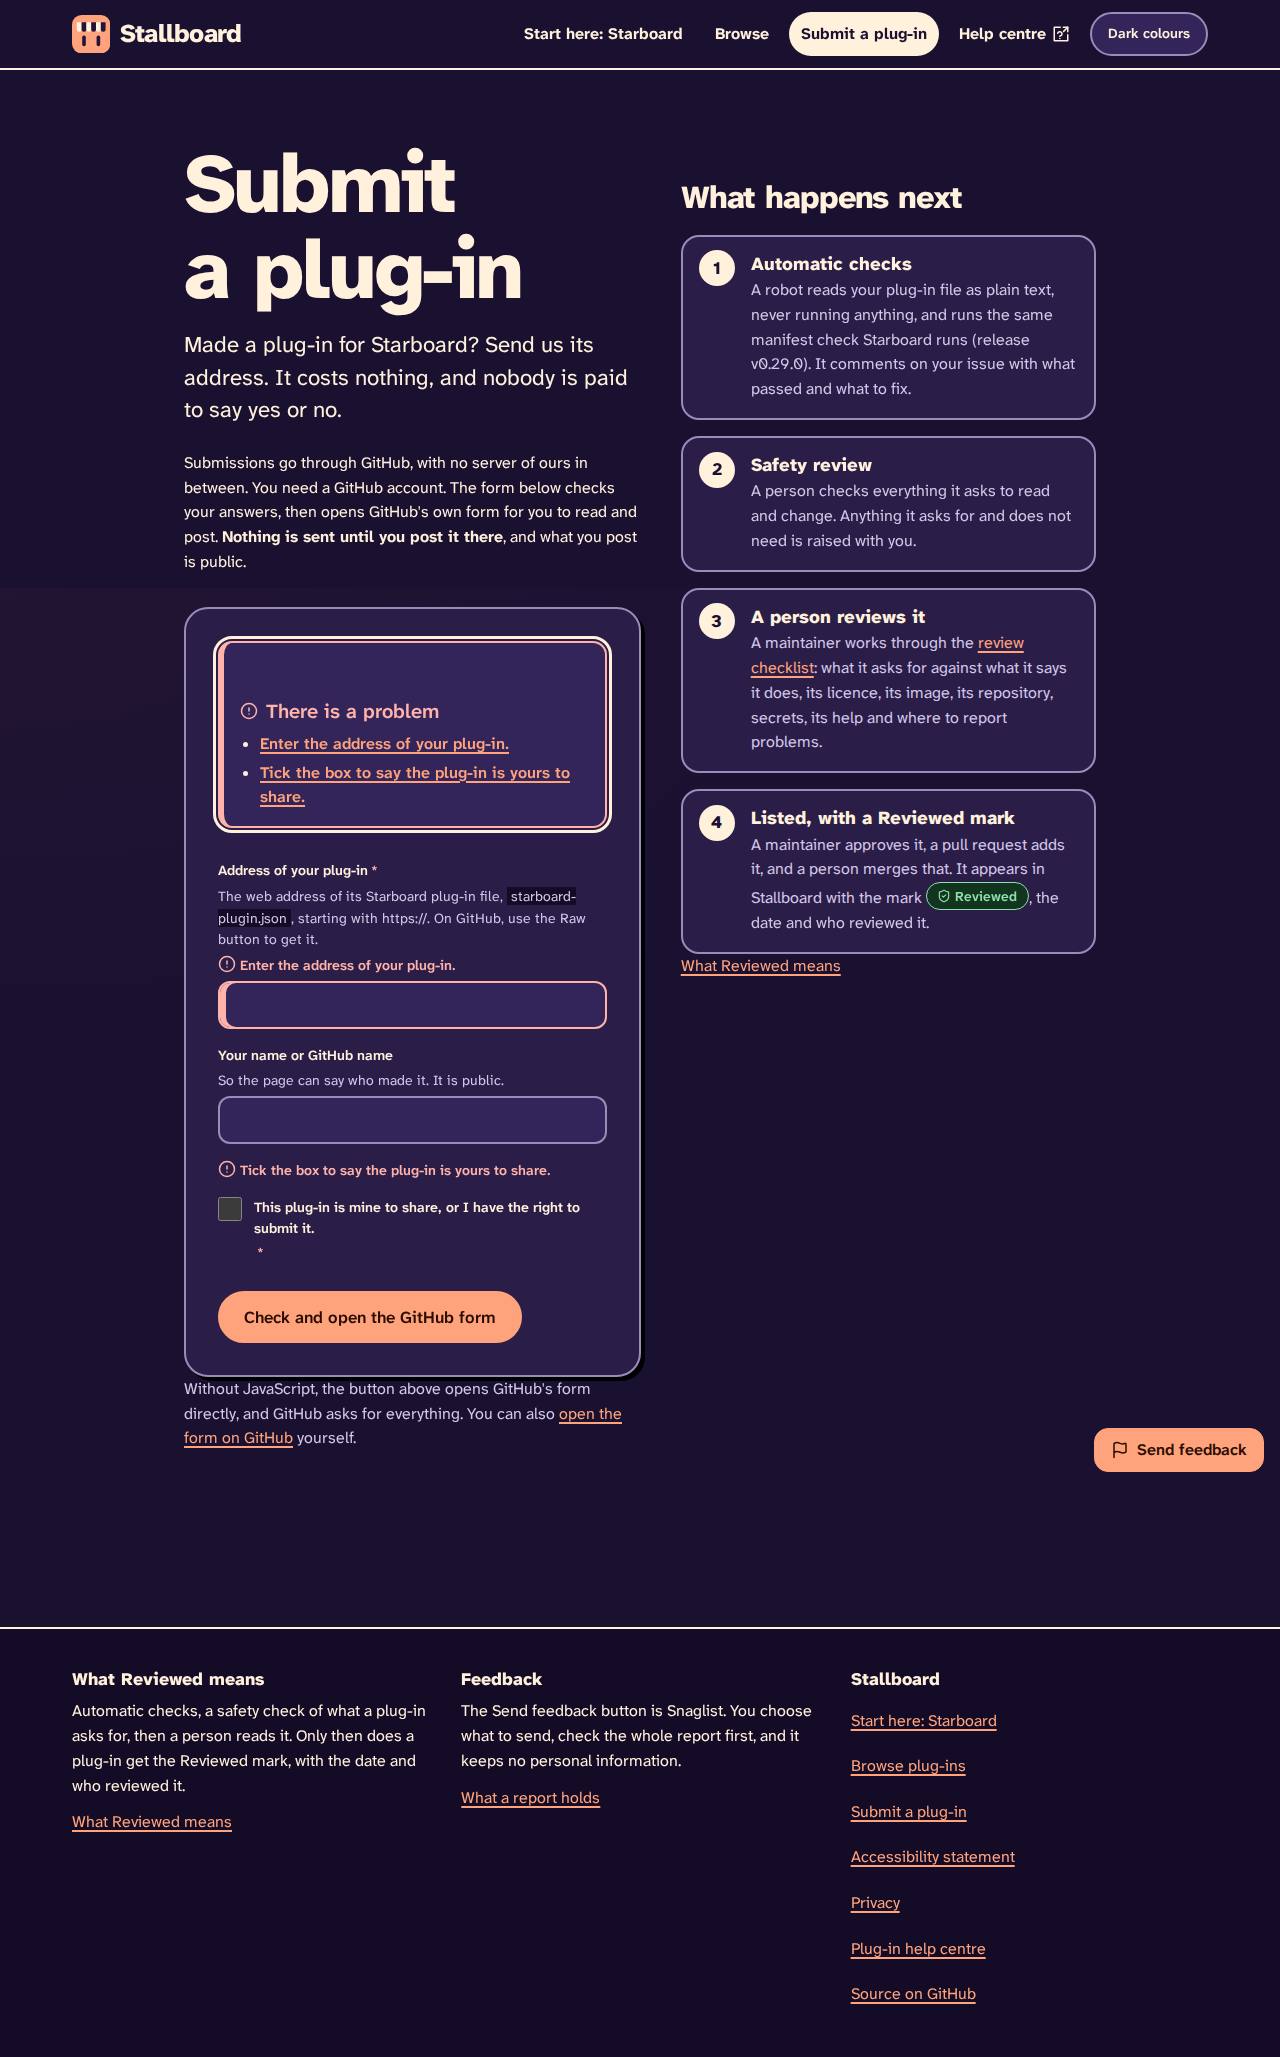 Stallboard
Start here: Starboard
Browse
Submit a plug-in
Help centre
Dark colours
Submit
a plug-in
Made a plug-in for Starboard? Send us its
address. It costs nothing, and nobody is paid
to say yes or no.
Submissions go through GitHub, with no server of ours in
between. You need a GitHub account. The form below checks
your answers, then opens GitHub's own form for you to read and
post. Nothing is sent until you post it there, and what you post
is public.
There is a problem
Enter the address of your plug-in.
Tick the box to say the plug-in is yours to
share.
Address of your plug-in *
The web address of its Starboard plug-in file, starboard-
plugin.json, starting with https://. On GitHub, use the Raw
button to get it.
Enter the address of your plug-in.
Your name or GitHub name
So the page can say who made it. It is public.
Tick the box to say the plug-in is yours to share.
This plug-in is mine to share, or I have the right to
submit it.
*
Check and open the GitHub form
Without JavaScript, the button above opens GitHub's form
directly, and GitHub asks for everything. You can also open the
form on GitHub yourself.
What happens next
1
Automatic checks
A robot reads your plug-in file as plain text,
never running anything, and runs the same
manifest check Starboard runs (release
v0.29.0). It comments on your issue with what
passed and what to fix.
2
Safety review
A person checks everything it asks to read
and change. Anything it asks for and does not
need is raised with you.
3
A person reviews it
A maintainer works through the review
checklist: what it asks for against what it says
it does, its licence, its image, its repository,
secrets, its help and where to report
problems.
4
Listed, with a Reviewed mark
A maintainer approves it, a pull request adds
it, and a person merges that. It appears in
Stallboard with the mark Reviewed, the
date and who reviewed it.
What Reviewed means
Send feedback
What Reviewed means
Automatic checks, a safety check of what a plug-in
asks for, then a person reads it. Only then does a
plug-in get the Reviewed mark, with the date and
who reviewed it.
What Reviewed means
Feedback
The Send feedback button is Snaglist. You choose
what to send, check the whole report first, and it
keeps no personal information.
What a report holds
Stallboard
Start here: Starboard
Browse plug-ins
Submit a plug-in
Accessibility statement
Privacy
Plug-in help centre
Source on GitHub